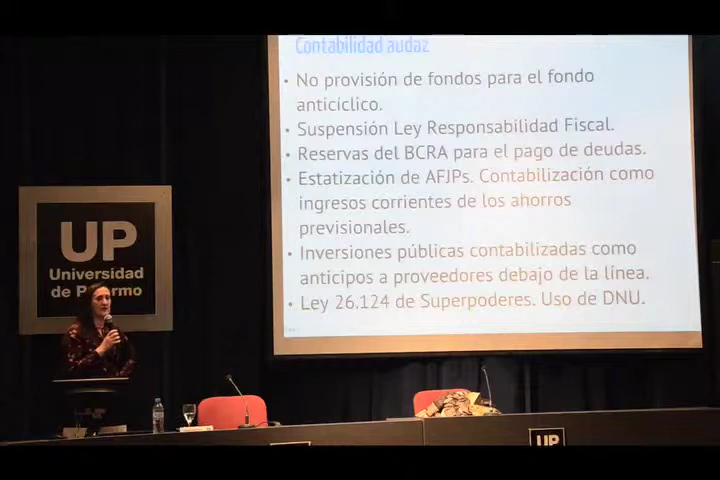 Contabilidad audaz
• No provisión de fondos para el fondo
anticíclico.
• Suspensión Ley Responsabilidad Fiscal.
• Reservas del BCRA para el pago de deudas.
• Estatización de AFJPs. Contabilización como
ingresos corrientes de los ahorros
previsionales.
• Inversiones públicas contabilizadas como
anticipos a proveedores debajo de la línea.
• Ley 26.124 de Superpoderes. Uso de DNU.
UP
Universidad
de Palermo
UP